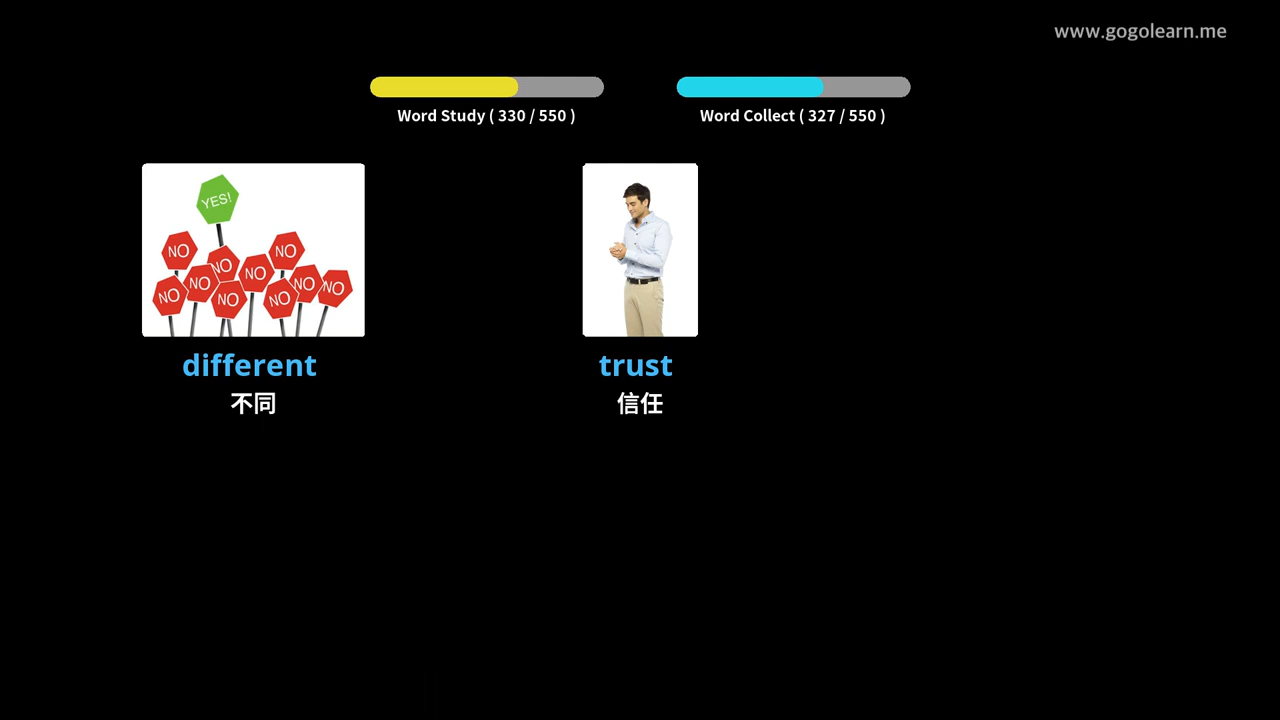 www.gogolearn.me
Word Study ( 330 / 550 )
Word Collect ( 327 / 550 )
YES!
NO
NO
NO
NO
NO
NO
NO
NO
NO
NO
different
不同
trust
信任